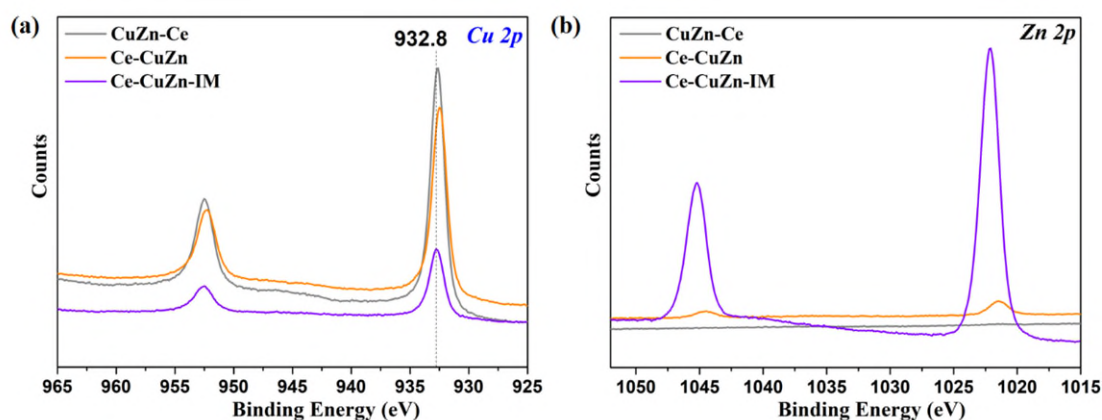 (a)
CuZn-Ce
Ce-CuZn
Ce-CuZn-IM
932.8
Cu 2p
Counts
965 960 955 950 945 940 935 930 925
Binding Energy (eV)
(b)
CuZn-Ce
Ce-CuZn
Ce-CuZn-IM
Zn 2p
Counts
1050 1045 1040 1035 1030 1025 1020 1015
Binding Energy (eV)